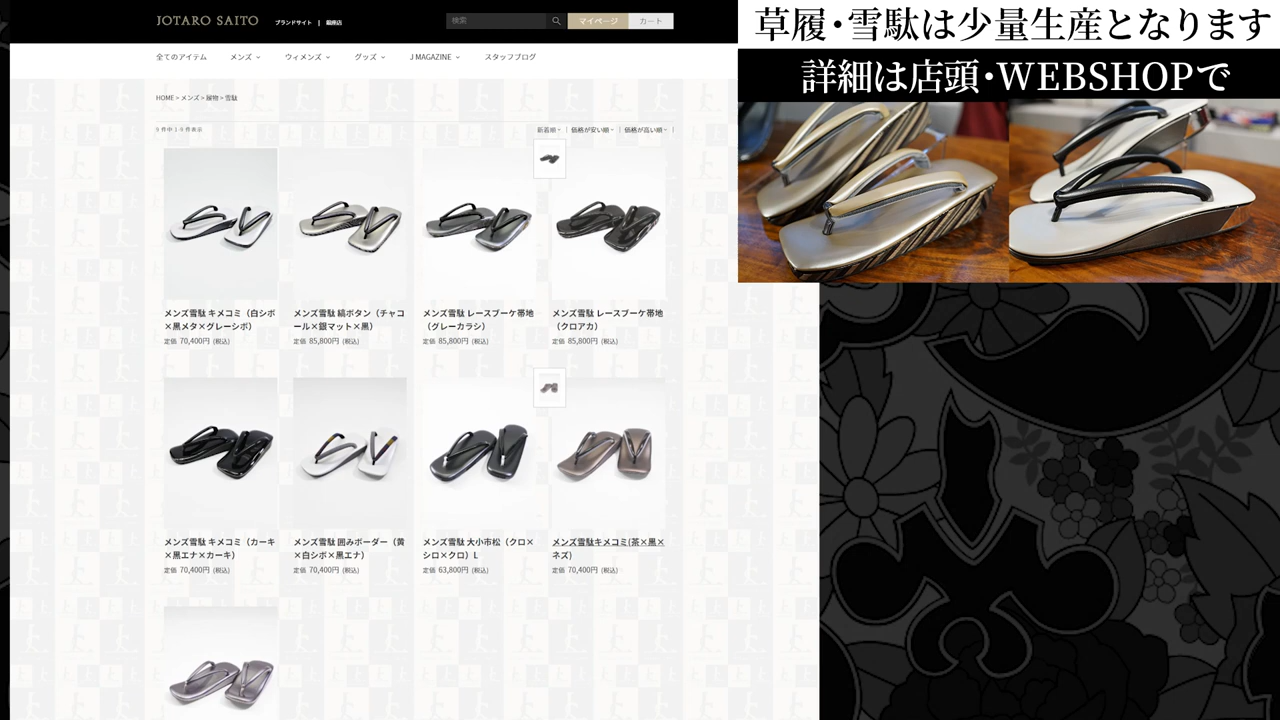 JOTARO SAITO
ブランドサイト | 銀座店
検索
マイページ
カート
草履・雪駄は少量生産となります
詳細は店頭・WEBSHOPで
全てのアイテム
メンズ
ウィメンズ
グッズ
J MAGAZINE
スタッフブログ
HOME > メンズ > 履物 > 雪駄
9 件中 1-9 件表示
新着順 | 価格が安い順 | 価格が高い順 |
メンズ雪駄 キメコミ（白シボ
×黒メタ×グレーシボ）
定価 70,400円 (税込)
メンズ雪駄 縞ボタン（チャコ
ール×銀マット×黒）
定価 85,800円 (税込)
メンズ雪駄 レースブーケ帯地
（グレーカラシ）
定価 85,800円 (税込)
メンズ雪駄 レースブーケ帯地
（クロアカ）
定価 85,800円 (税込)
メンズ雪駄 キメコミ（カーキ
×黒エナ×カーキ）
定価 70,400円 (税込)
メンズ雪駄 囲みボーダー（黄
×白シボ×黒エナ）
定価 70,400円 (税込)
メンズ雪駄 大小市松（クロ×
シロ×クロ）L
定価 63,800円 (税込)
メンズ雪駄キメコミ(茶×黒×
ネズ)
定価 70,400円 (税込)